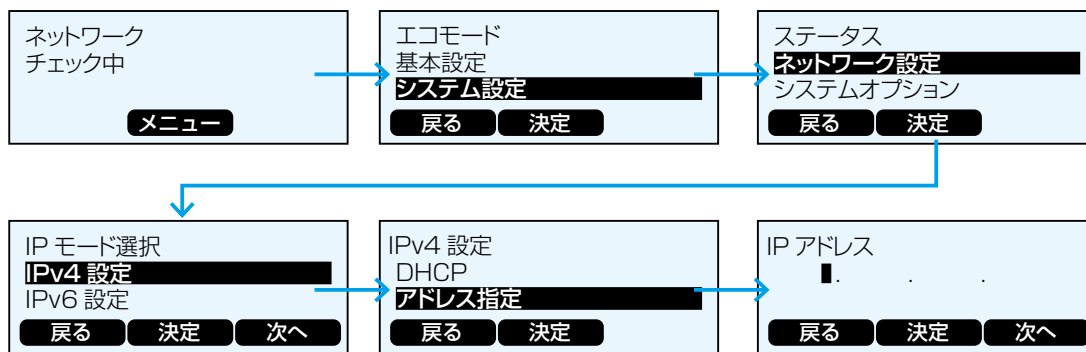 ネットワーク
チェック中
メニュー
エコモード
基本設定
システム設定
戻る 決定
ステータス
ネットワーク設定
システムオプション
戻る 決定
IP モード選択
IPv4 設定
IPv6 設定
戻る 決定 次へ
IPv4 設定
DHCP
アドレス指定
戻る 決定
IP アドレス
. . .
戻る 決定 次へ